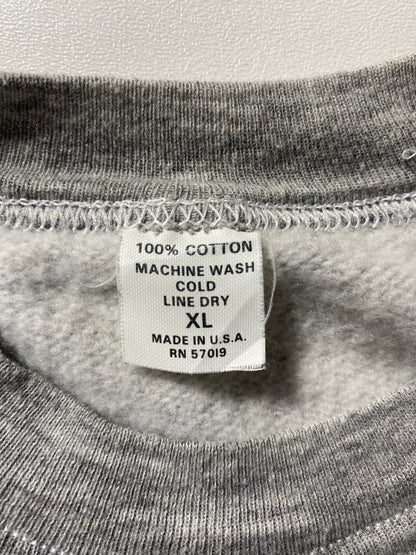 100% COTTON
MACHINE WASH
COLD
LINE DRY
XL
MADE IN U.S.A.
RN 57019